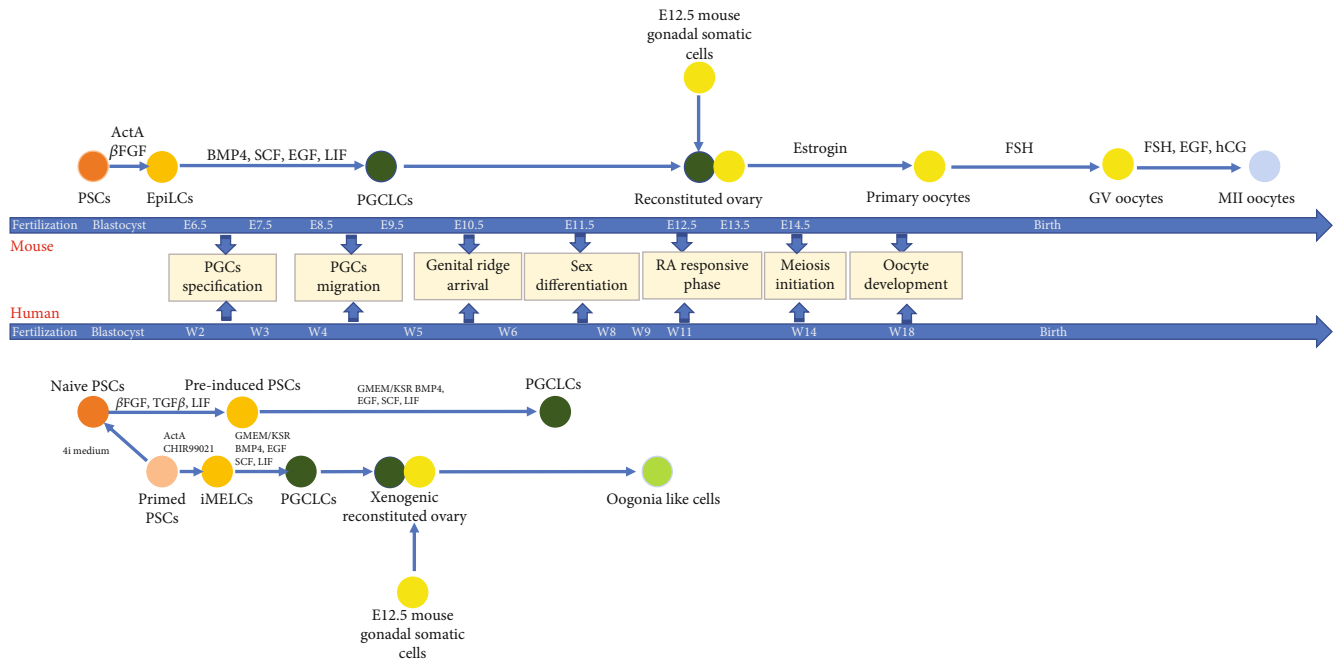 E12.5 mouse
gonadal somatic
cells
ActA
βFGF
BMP4, SCF, EGF, LIF
Estrogin
FSH
FSH, EGF, hCG
PSCs
EpiLCs
PGCLCs
Reconstituted ovary
Primary oocytes
GV oocytes
MII oocytes
Fertilization Blastocyst E6.5 E7.5 E8.5 E9.5 E10.5 E11.5 E12.5 E13.5 E14.5 Birth
Mouse
PGCs
specification
PGCs
migration
Genital ridge
arrival
Sex
differentiation
RA responsive
phase
Meiosis
initiation
Oocyte
development
Human
Fertilization Blastocyst W2 W3 W4 W5 W6 W8 W9 W11 W14 W18 Birth
Naive PSCs
βFGF, TGFβ, LIF
Pre-induced PSCs
GMEM/KSR BMP4,
EGF, SCF, LIF
PGCLCs
4i medium
ActA
CHIR99021
GMEM/KSR
BMP4, EGF
SCF, LIF
Primed
PSCs
iMELCs
PGCLCs
Xenogenic
reconstituted ovary
Oogonia like cells
E12.5 mouse
gonadal somatic
cells